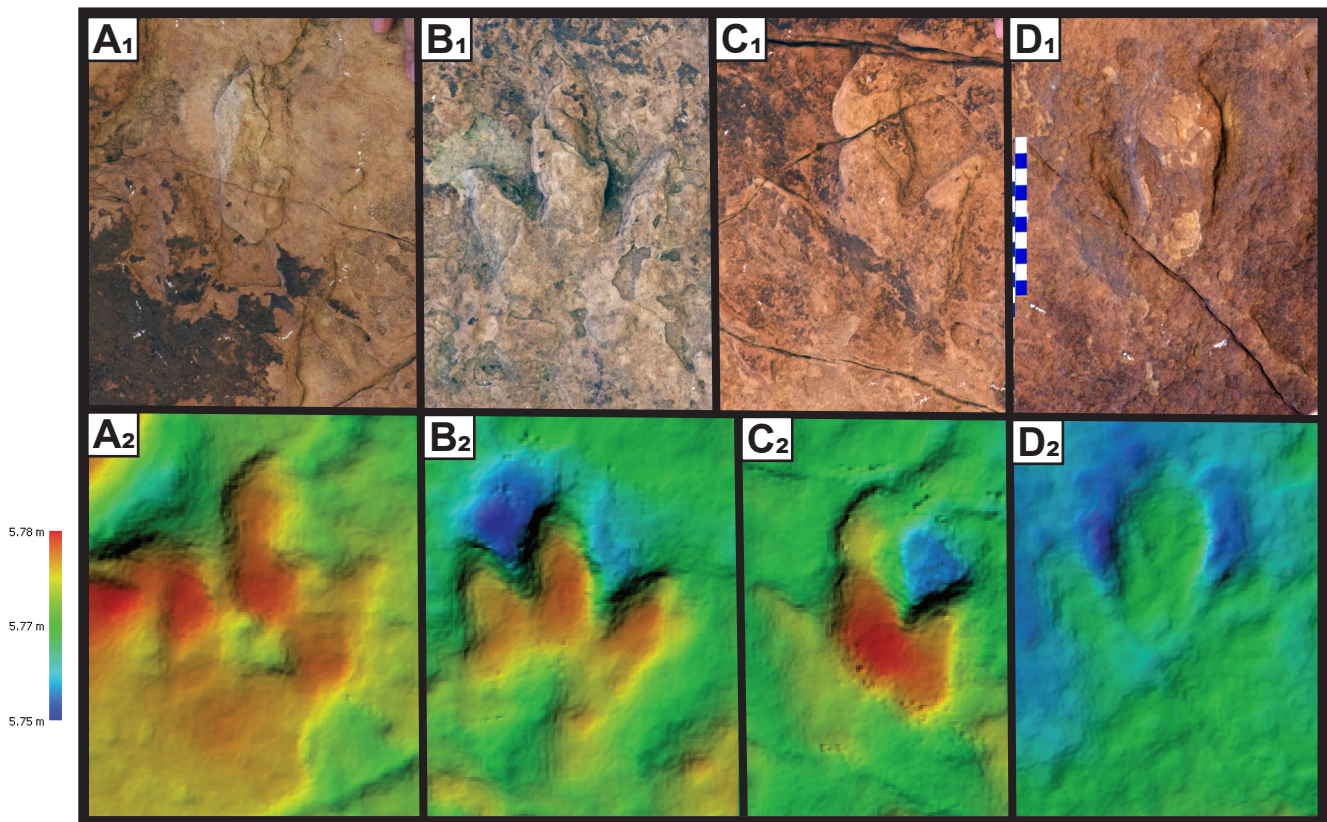 A₁ B₁ C₁ D₁
A₂ B₂ C₂ D₂
5.78 m
5.77 m
5.75 m